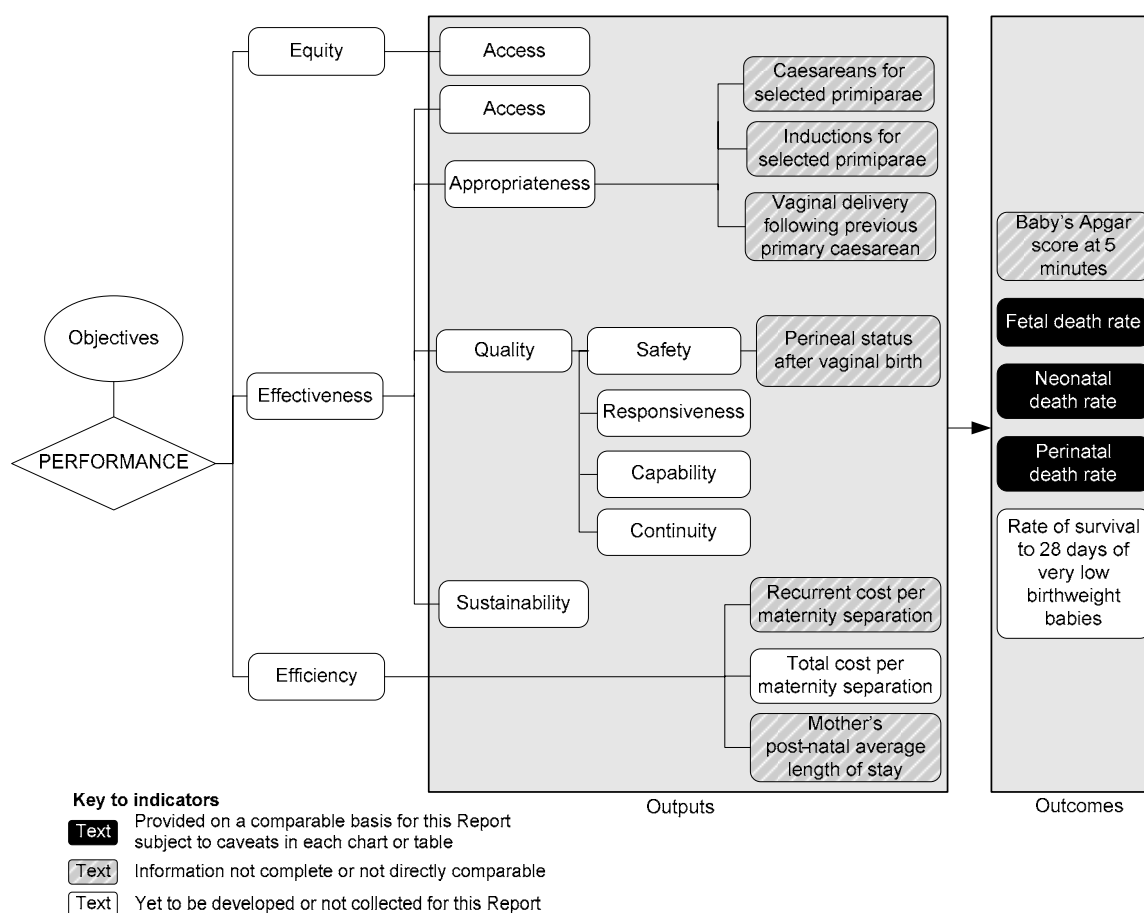 Equity
Access
Access
Caesareans for
selected primiparae
Inductions for
selected primiparae
Appropriateness
Vaginal delivery
following previous
primary caesarean
Baby's Apgar
score at 5
minutes
Objectives
Fetal death rate
Quality
Safety
Perineal status
after vaginal birth
Neonatal
death rate
Effectiveness
Responsiveness
PERFORMANCE
Perinatal
death rate
Capability
Continuity
Rate of survival
to 28 days of
very low
birthweight
babies
Sustainability
Recurrent cost per
maternity separation
Efficiency
Total cost per
maternity separation
Mother's
post-natal average
length of stay
Outputs
Outcomes
Key to indicators
Text Provided on a comparable basis for this Report
subject to caveats in each chart or table
Text Information not complete or not directly comparable
Text Yet to be developed or not collected for this Report